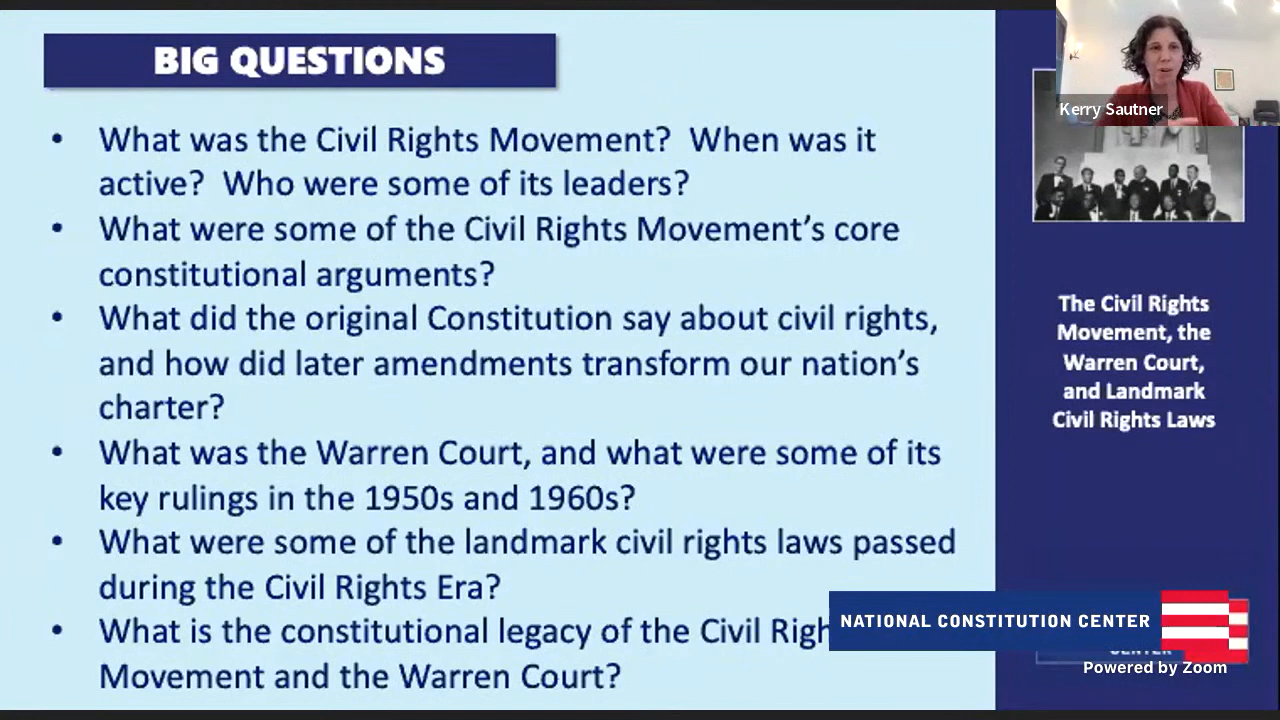 BIG QUESTIONS
• What was the Civil Rights Movement? When was it
active? Who were some of its leaders?
• What were some of the Civil Rights Movement’s core
constitutional arguments?
• What did the original Constitution say about civil rights,
and how did later amendments transform our nation’s
charter?
• What was the Warren Court, and what were some of its
key rulings in the 1950s and 1960s?
• What were some of the landmark civil rights laws passed
during the Civil Rights Era?
• What is the constitutional legacy of the Civil Righ
Movement and the Warren Court?
Kerry Sautner
The Civil Rights
Movement, the
Warren Court,
and Landmark
Civil Rights Laws
NATIONAL CONSTITUTION CENTER
Powered by Zoom